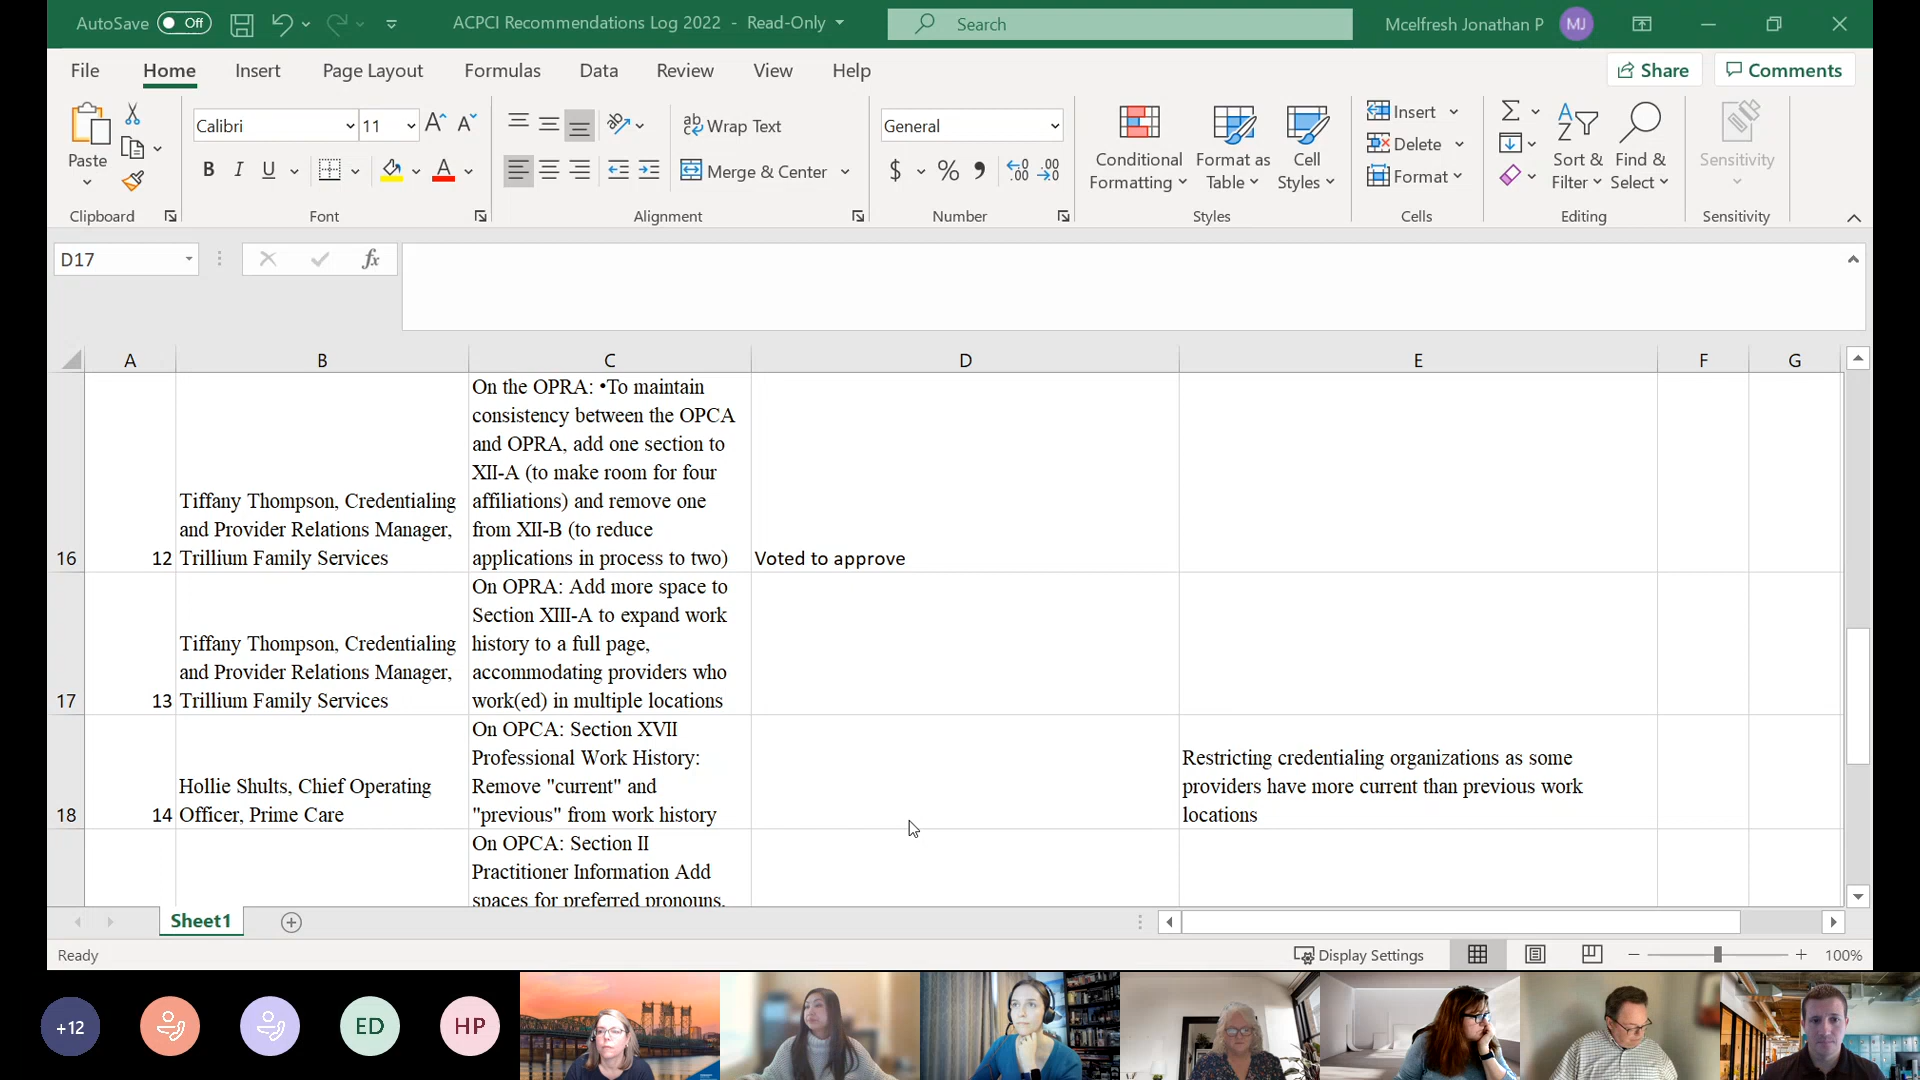 AutoSave Off ACPCI Recommendations Log 2022 - Read-Only Search Mcelfresh Jonathan P MJ
File Home Insert Page Layout Formulas Data Review View Help Share Comments
Paste
Clipboard
Calibri 11
B I U
Font
Wrap Text
Merge & Center
Alignment
General
$ % 9
Number
Conditional Formatting
Format as Table
Cell Styles
Styles
Insert
Delete
Format
Cells
Sort & Filter
Find & Select
Editing
Sensitivity
Sensitivity
D17 fx
A B C D E F G
16
12
Tiffany Thompson, Credentialing
and Provider Relations Manager,
Trillium Family Services
On the OPRA: •To maintain
consistency between the OPCA
and OPRA, add one section to
XII-A (to make room for four
affiliations) and remove one
from XII-B (to reduce
applications in process to two)
Voted to approve
17
13
Tiffany Thompson, Credentialing
and Provider Relations Manager,
Trillium Family Services
On OPRA: Add more space to
Section XIII-A to expand work
history to a full page,
accommodating providers who
work(ed) in multiple locations
18
14
Hollie Shults, Chief Operating
Officer, Prime Care
On OPCA: Section XVII
Professional Work History:
Remove "current" and
"previous" from work history
Restricting credentialing organizations as some
providers have more current than previous work
locations
On OPCA: Section II
Practitioner Information Add
spaces for preferred pronouns,
Sheet1
Ready Display Settings 100%
+12 ED HP